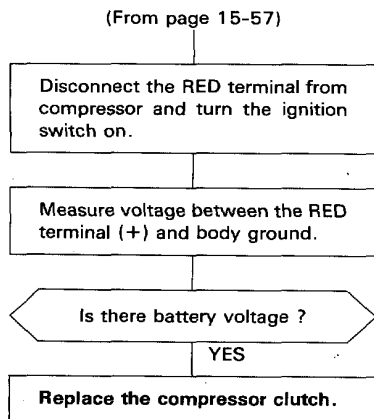 (From page 15-57)
Disconnect the RED terminal from
compressor and turn the ignition
switch on.
Measure voltage between the RED
terminal (+) and body ground.
Is there battery voltage ?
YES
Replace the compressor clutch.